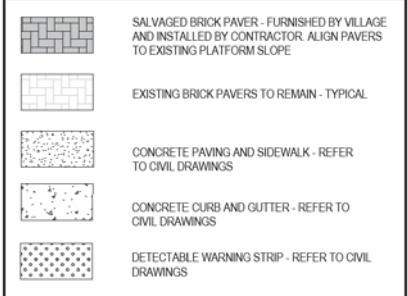 SALVAGED BRICK PAVER - FURNISHED BY VILLAGE
AND INSTALLED BY CONTRACTOR. ALIGN PAVERS
TO EXISTING PLATFORM SLOPE
EXISTING BRICK PAVERS TO REMAIN - TYPICAL
CONCRETE PAVING AND SIDEWALK - REFER
TO CIVIL DRAWINGS
CONCRETE CURB AND GUTTER - REFER TO
CIVIL DRAWINGS
DETECTABLE WARNING STRIP - REFER TO CIVIL
DRAWINGS